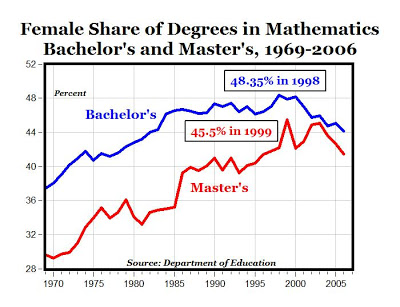 Female Share of Degrees in Mathematics
Bachelor's and Master's, 1969-2006
52
48
44
40
36
32
28
Percent
48.35% in 1998
Bachelor's
45.5% in 1999
Master's
Source: Department of Education
1970 1975 1980 1985 1990 1995 2000 2005